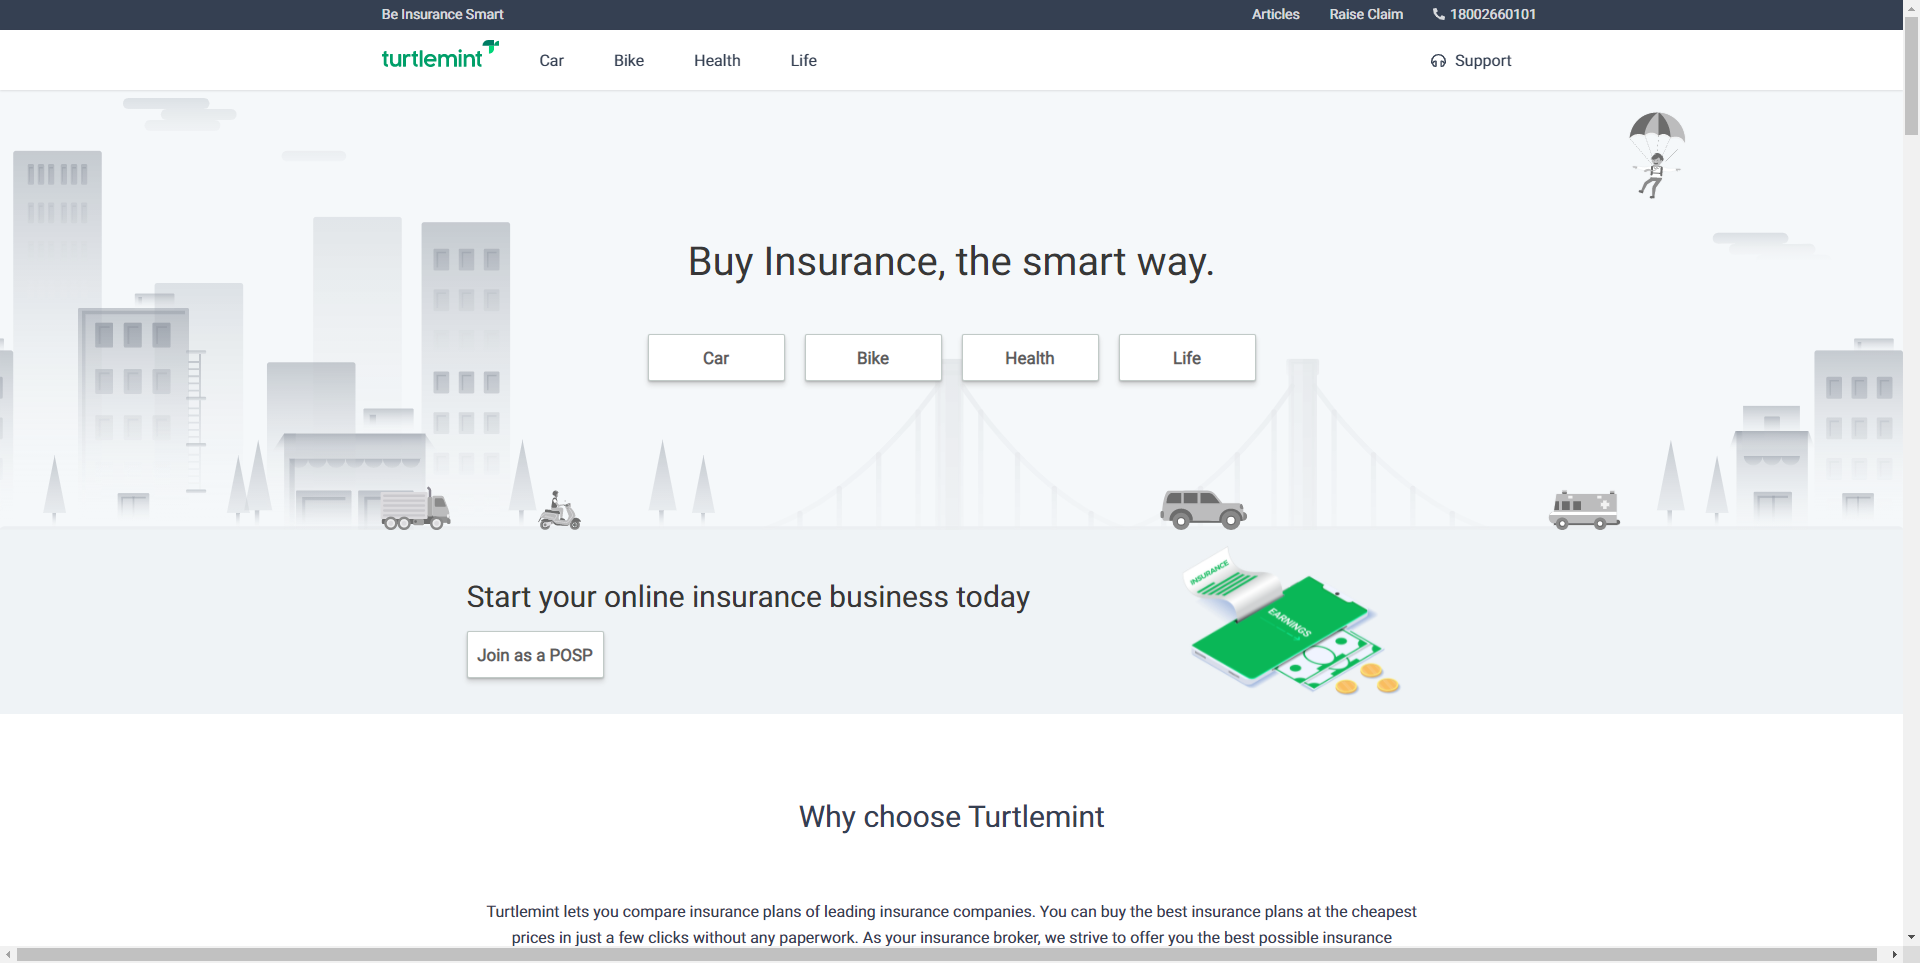 Be Insurance Smart
Articles Raise Claim 18002660101
turtlemint Car Bike Health Life Support
Buy Insurance, the smart way.
Car Bike Health Life
Start your online insurance business today
Join as a POSP
INSURANCE
EARNINGS
Why choose Turtlemint
Turtlemint lets you compare insurance plans of leading insurance companies. You can buy the best insurance plans at the cheapest
prices in just a few clicks without any paperwork. As your insurance broker, we strive to offer you the best possible insurance